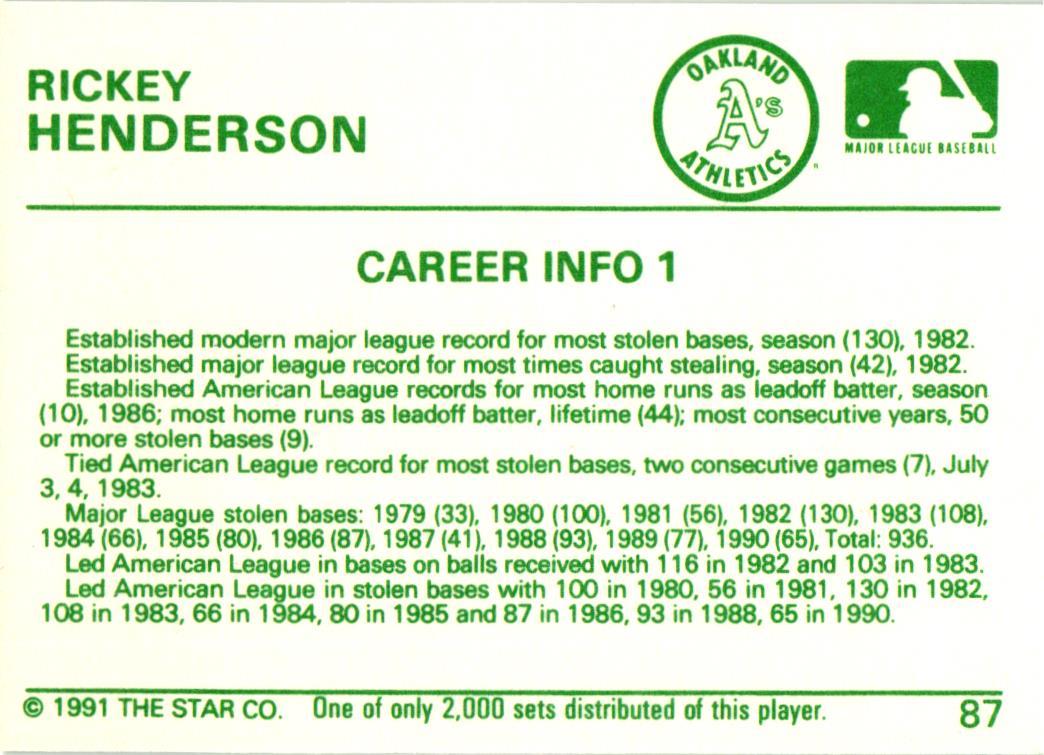 RICKEY
HENDERSON
OAKLAND
A's
ATHLETICS
MAJOR LEAGUE BASEBALL
CAREER INFO 1
Established modern major league record for most stolen bases, season (130), 1982.
Established major league record for most times caught stealing, season (42), 1982.
Established American League records for most home runs as leadoff batter, season
(10), 1986; most home runs as leadoff batter, lifetime (44); most consecutive years, 50
or more stolen bases (9).
Tied American League record for most stolen bases, two consecutive games (7), July
3, 4, 1983.
Major League stolen bases: 1979 (33), 1980 (100), 1981 (56), 1982 (130), 1983 (108),
1984 (66), 1985 (80), 1986 (87), 1987 (41), 1988 (93), 1989 (77), 1990 (65), Total: 936.
Led American League in bases on balls received with 116 in 1982 and 103 in 1983.
Led American League in stolen bases with 100 in 1980, 56 in 1981, 130 in 1982,
108 in 1983, 66 in 1984, 80 in 1985 and 87 in 1986, 93 in 1988, 65 in 1990.
© 1991 THE STAR CO. One of only 2,000 sets distributed of this player. 87